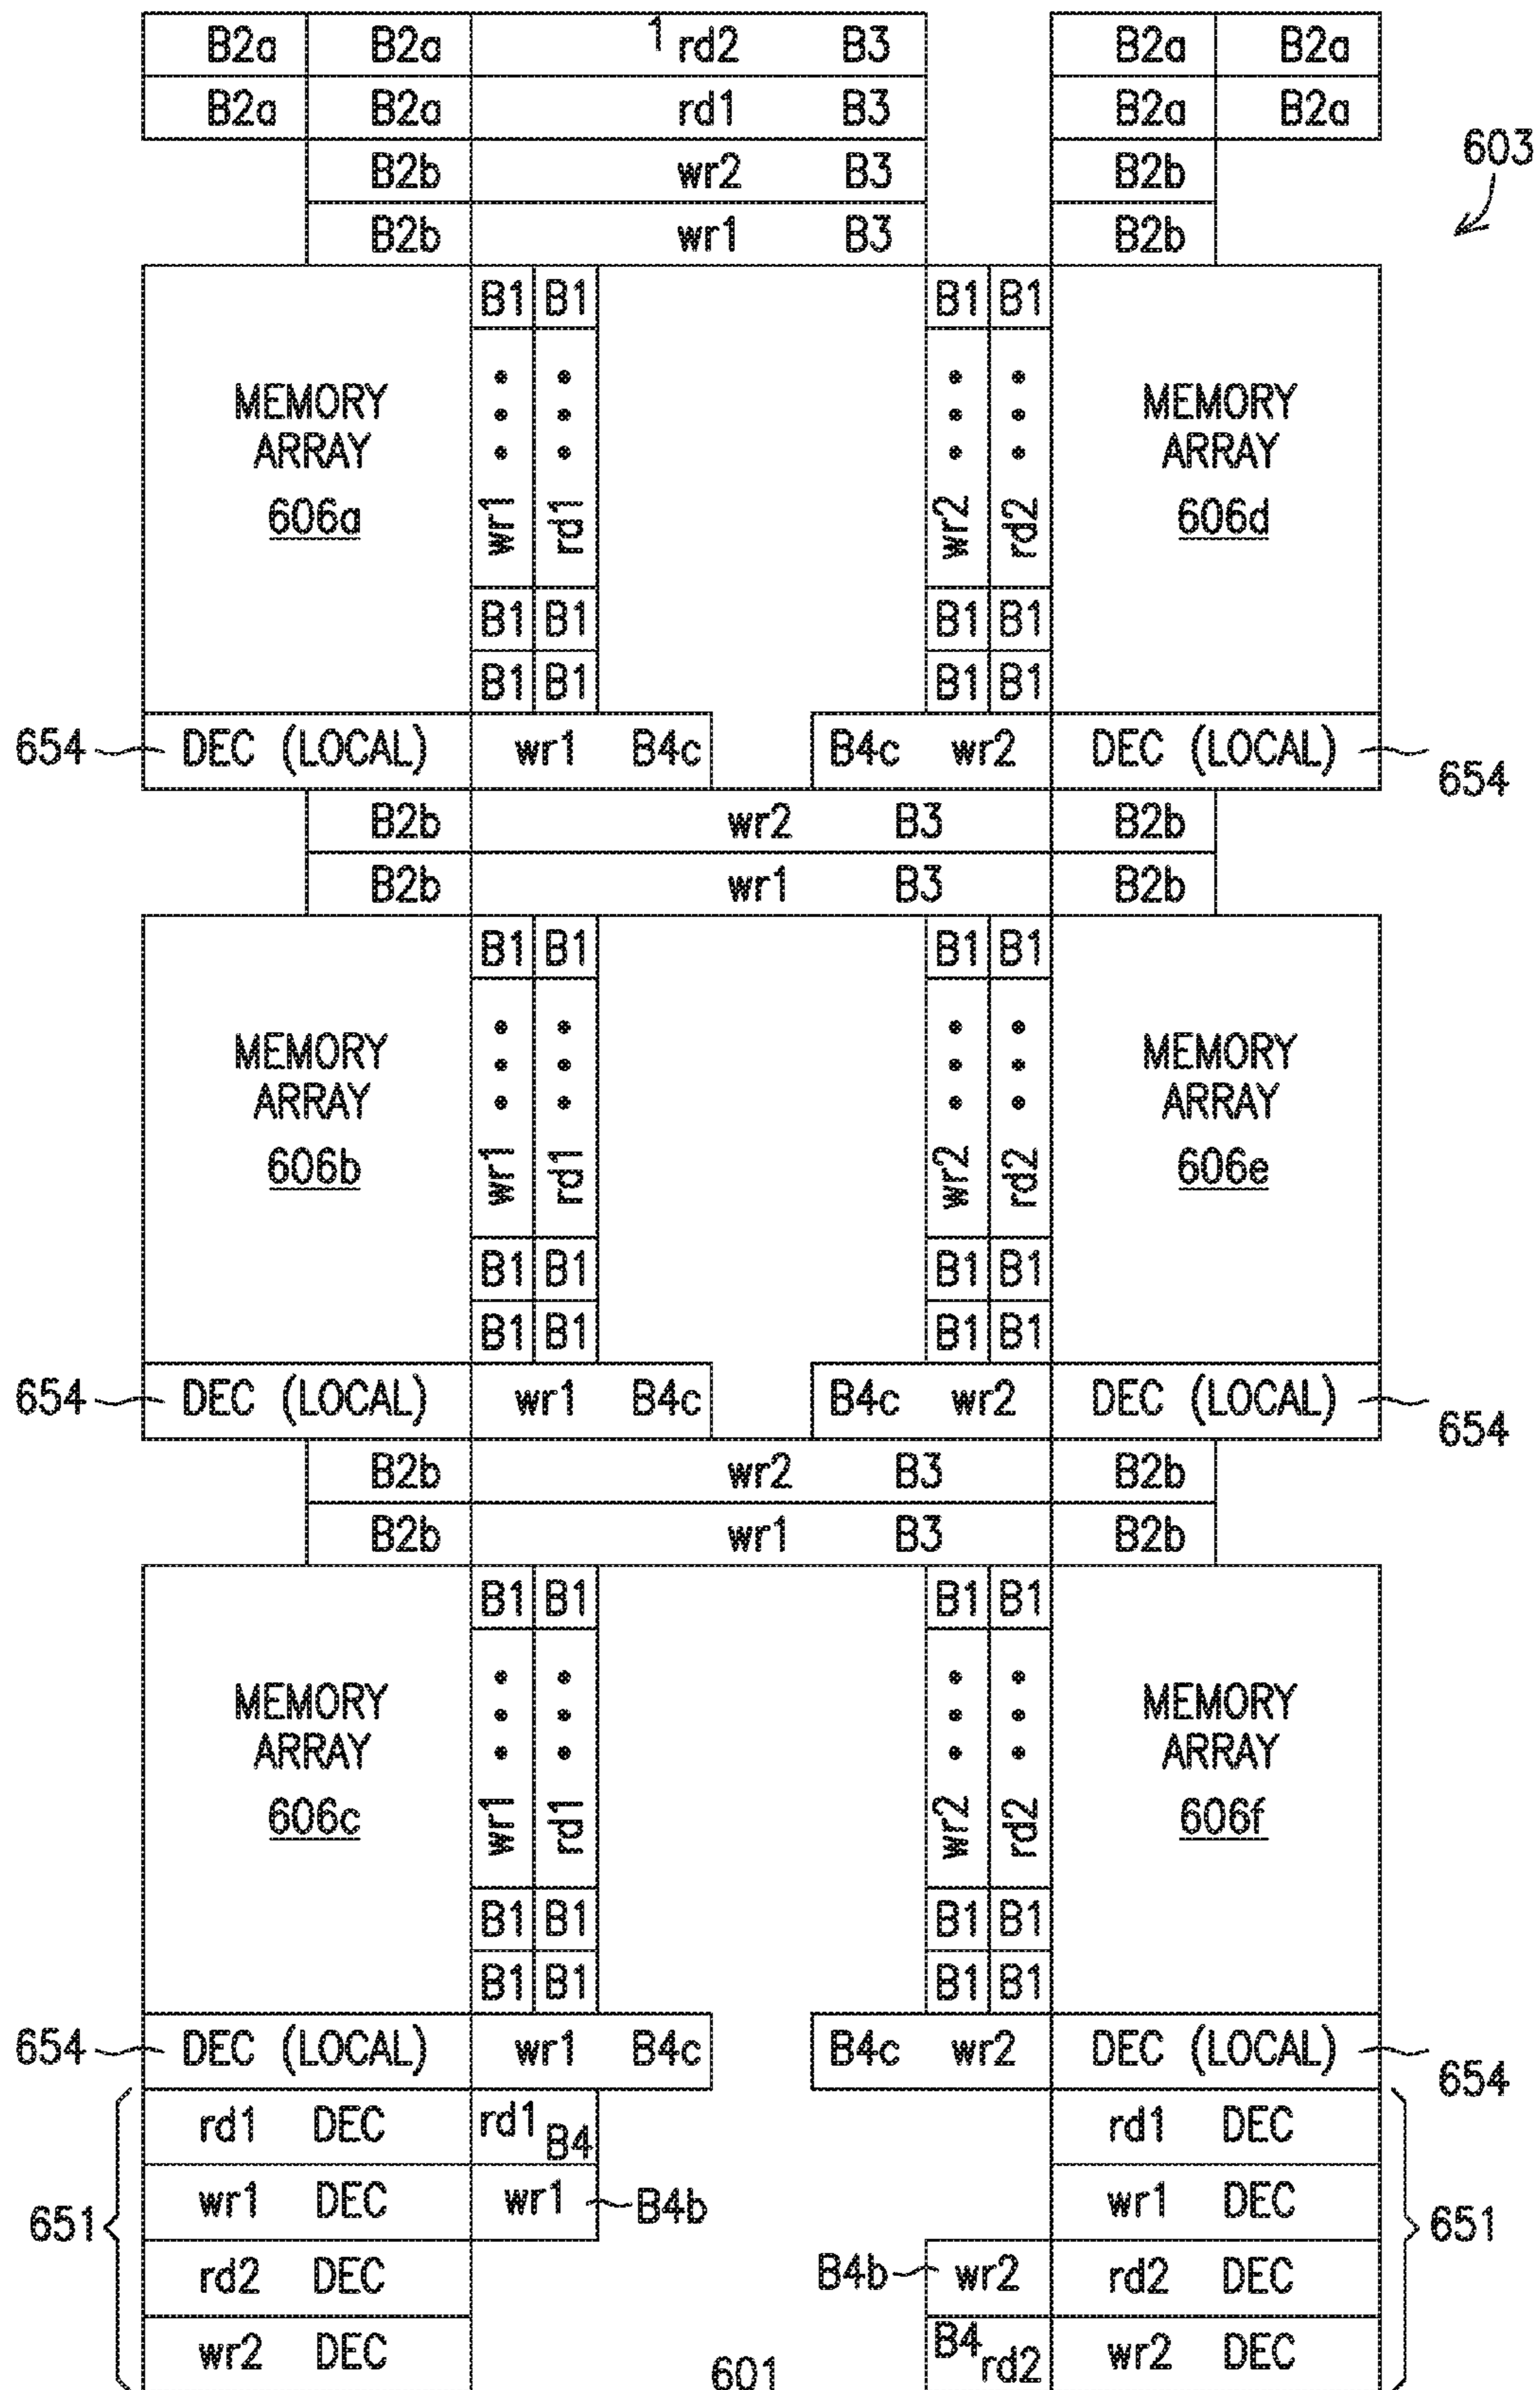 B2a B2a 1 rd2 B3 B2a B2a
B2a B2a rd1 B3 B2a B2a
B2b wr2 B3 B2b
603
B2b wr1 B3 B2b
B1 B1 B1 B1
MEMORY MEMORY
ARRAY ARRAY
606a wr1 rd1 wr2 rd2 606d
B1 B1 B1 B1
B1 B1 B1 B1
654 DEC (LOCAL) wr1 B4c B4c wr2 DEC (LOCAL) 654
B2b wr2 B3 B2b
B2b wr1 B3 B2b
B1 B1 B1 B1
MEMORY MEMORY
ARRAY ARRAY
606b wr1 rd1 wr2 rd2 606e
B1 B1 B1 B1
B1 B1 B1 B1
654 DEC (LOCAL) wr1 B4c B4c wr2 DEC (LOCAL) 654
B2b wr2 B3 B2b
B2b wr1 B3 B2b
B1 B1 B1 B1
MEMORY MEMORY
ARRAY ARRAY
606c wr1 rd1 wr2 rd2 606f
B1 B1 B1 B1
B1 B1 B1 B1
654 DEC (LOCAL) wr1 B4c B4c wr2 DEC (LOCAL) 654
rd1 DEC rd1 B4 rd1 DEC
wr1 DEC wr1 B4b wr1 DEC
651 651
rd2 DEC B4b wr2 rd2 DEC
wr2 DEC 601 B4 rd2 wr2 DEC